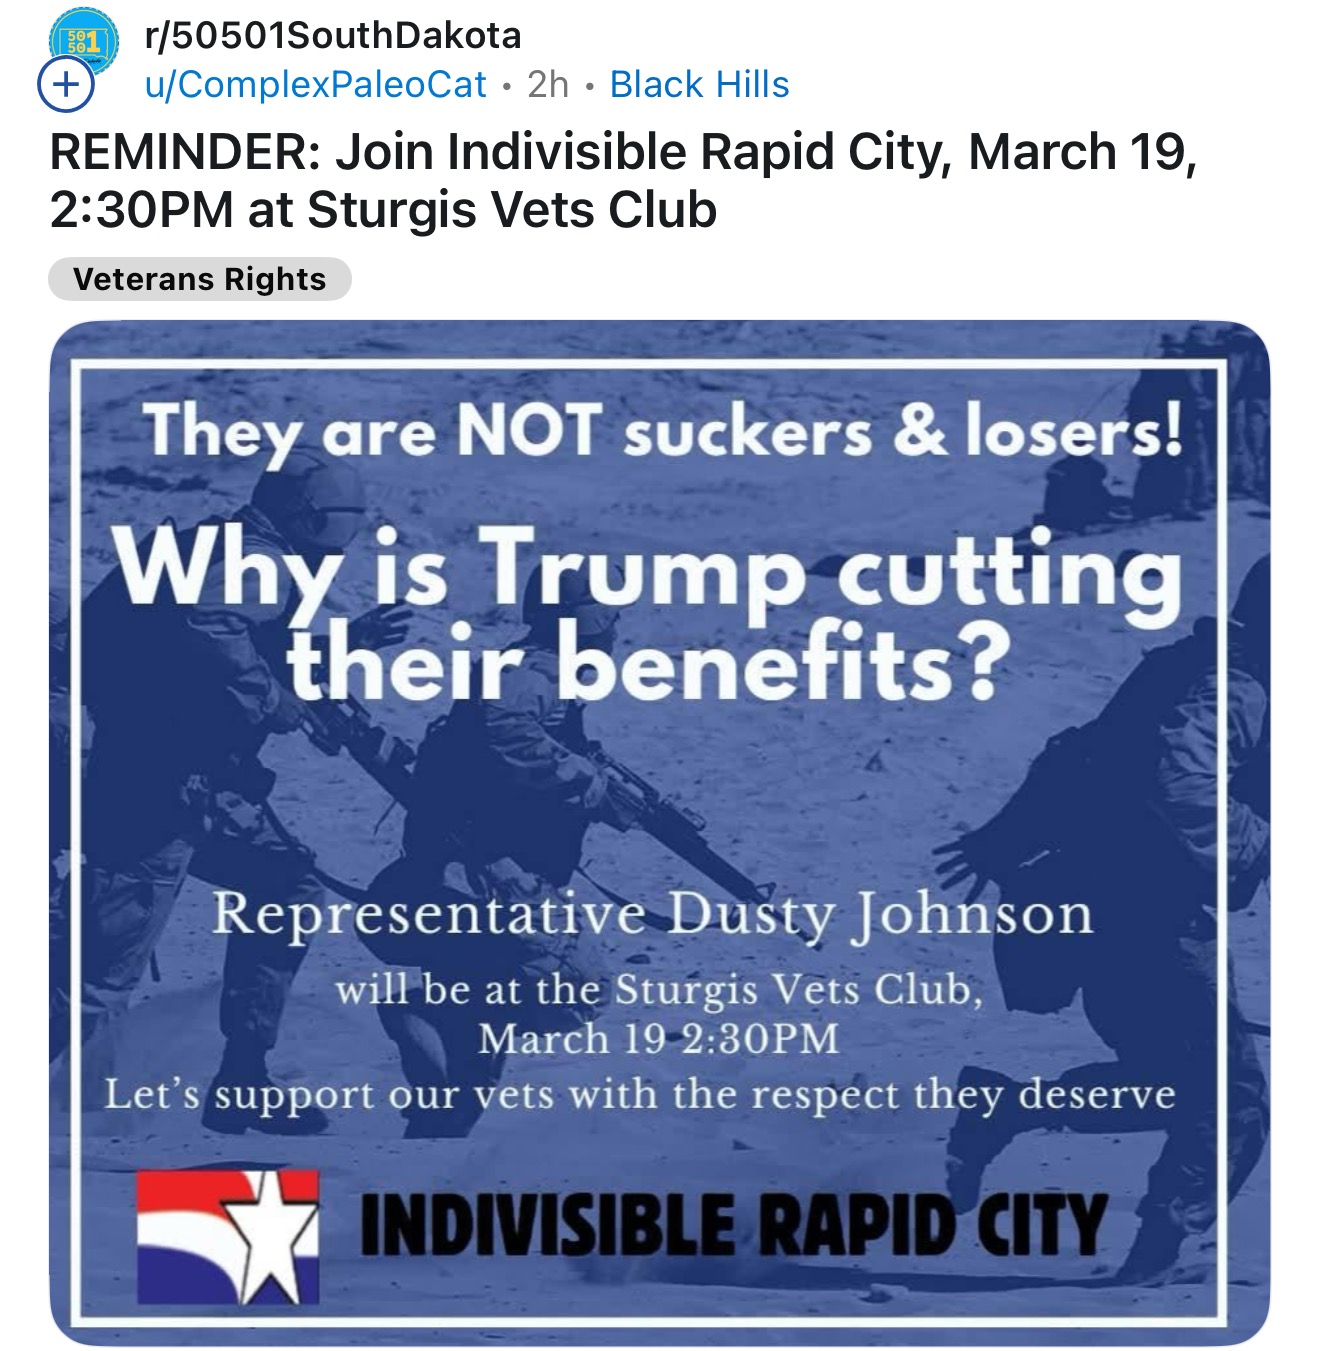 r/50501SouthDakota
u/ComplexPaleoCat • 2h • Black Hills
REMINDER: Join Indivisible Rapid City, March 19,
2:30PM at Sturgis Vets Club
Veterans Rights
They are NOT suckers & losers!
Why is Trump cutting
their benefits?
Representative Dusty Johnson
will be at the Sturgis Vets Club,
March 19 2:30PM
Let's support our vets with the respect they deserve
INDIVISIBLE RAPID CITY